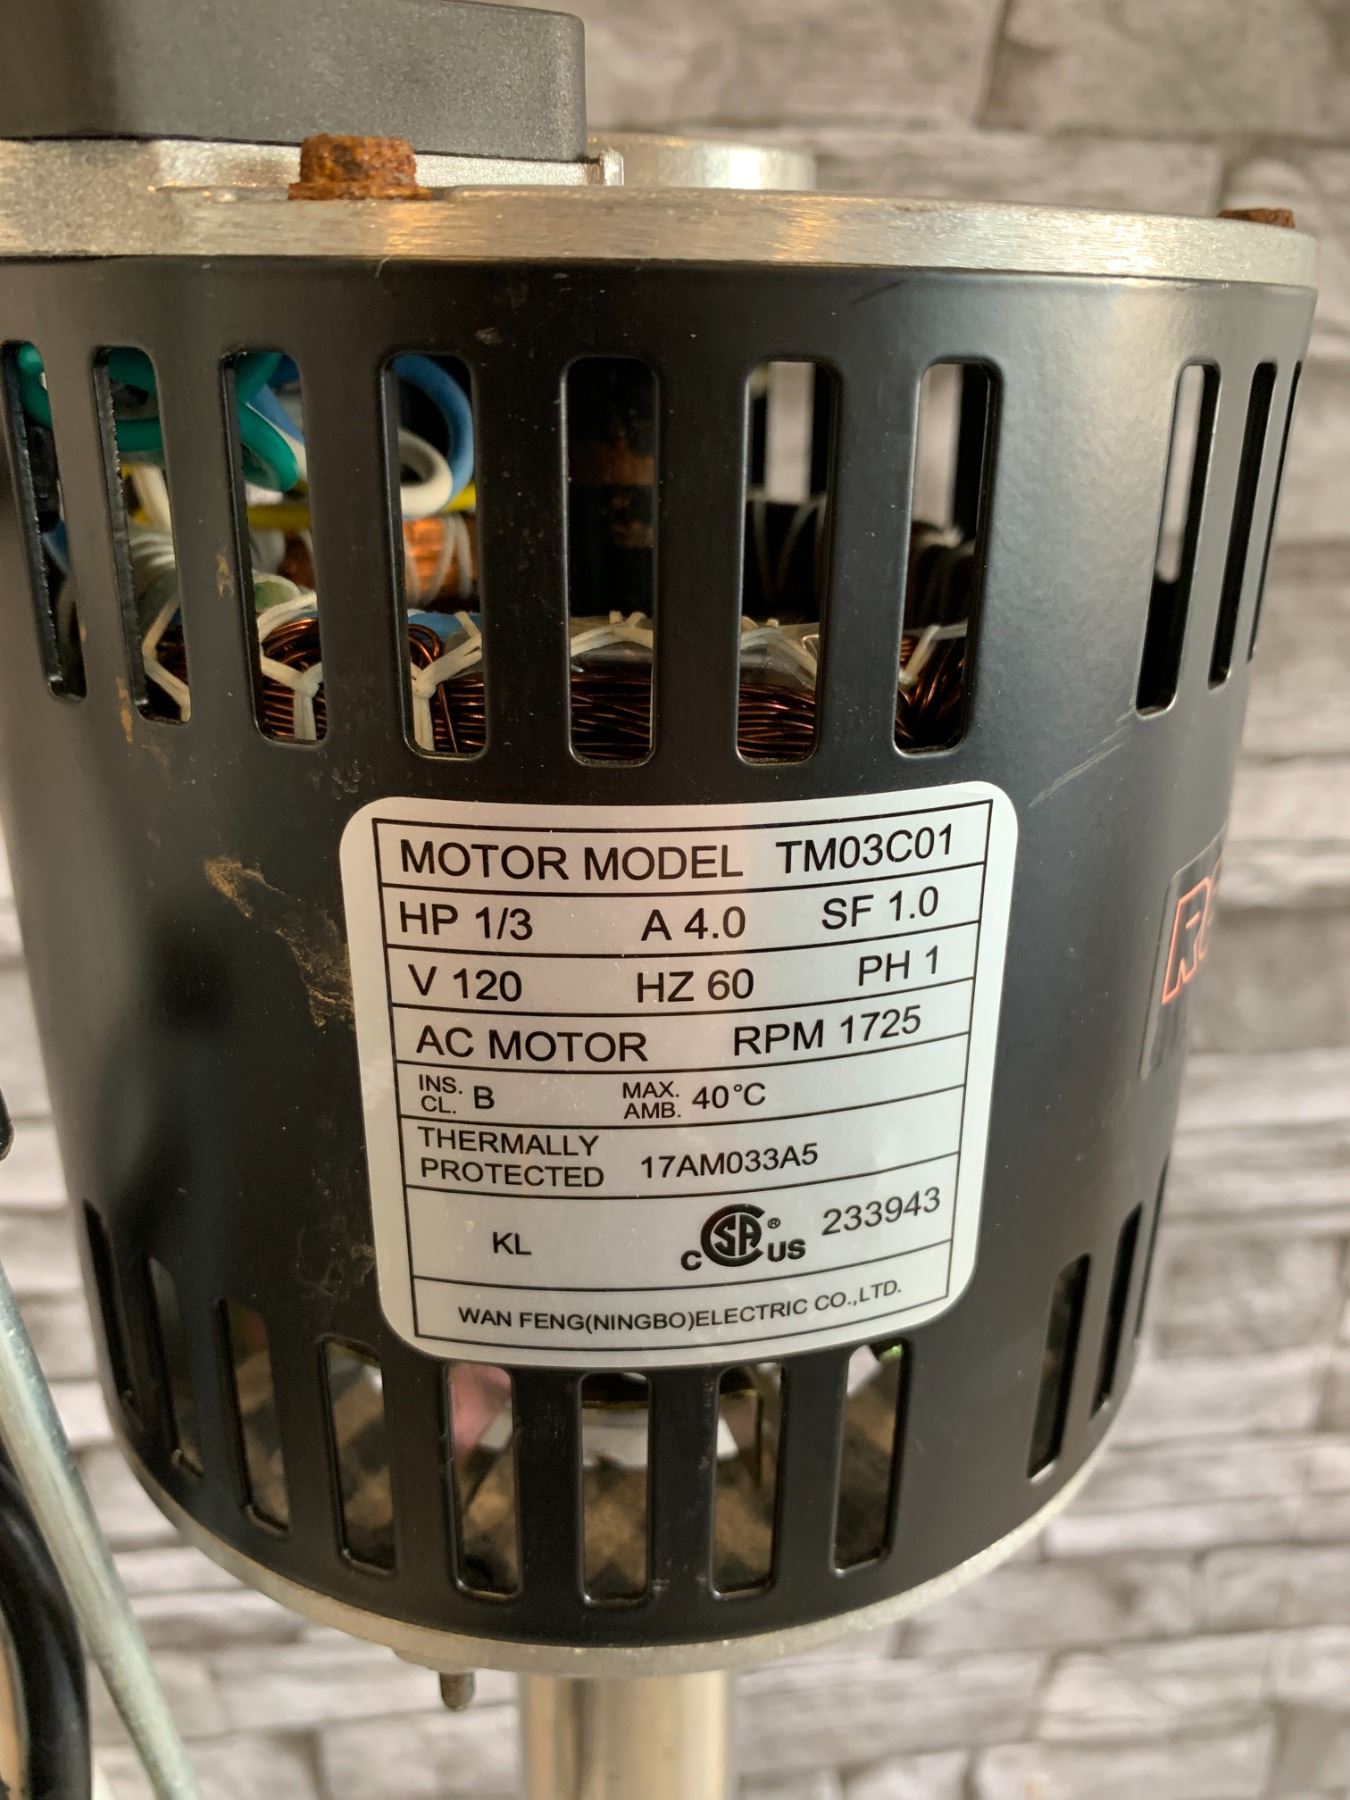 MOTOR MODEL TM03C01
HP 1/3 A 4.0 SF 1.0
V 120 HZ 60 PH 1
AC MOTOR RPM 1725
INS. CL. B MAX. AMB. 40°C
THERMALLY
PROTECTED 17AM033A5
KL C SA® US 233943
WAN FENG(NINGBO)ELECTRIC CO.,LTD.